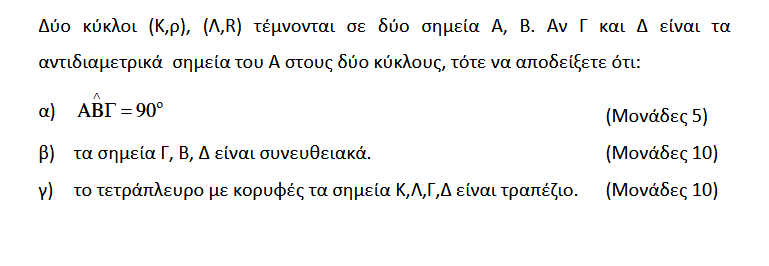 Δύο κύκλοι (Κ,ρ), (Λ,R) τέμνονται σε δύο σημεία Α, Β. Αν Γ και Δ είναι τα
αντιδιαμετρικά σημεία του Α στους δύο κύκλους, τότε να αποδείξετε ότι:
α) ΑB̂Γ = 90° (Μονάδες 5)
β) τα σημεία Γ, Β, Δ είναι συνευθειακά. (Μονάδες 10)
γ) το τετράπλευρο με κορυφές τα σημεία Κ,Λ,Γ,Δ είναι τραπέζιο. (Μονάδες 10)